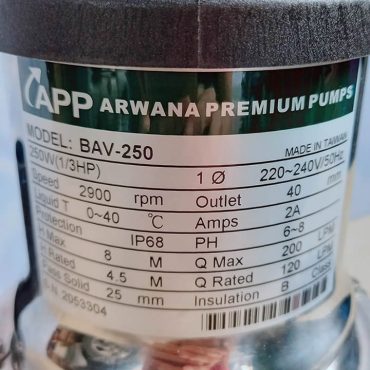 APP ARWANA PREMIUM PUMPS
MODEL: BAV-250 MADE IN TAIWAN
250W(1/3HP) 1 Ø 220~240V/50Hz
Speed 2900 rpm Outlet 40 mm
Liquid T 0~40 ℃ Amps 2A
Protection IP68 PH 6~8
H Max 8 M Q Max 200 LPM
H Rated 4.5 M Q Rated 120 LPM
Pass Solid 25 mm Insulation B Class
S/N: 2053304